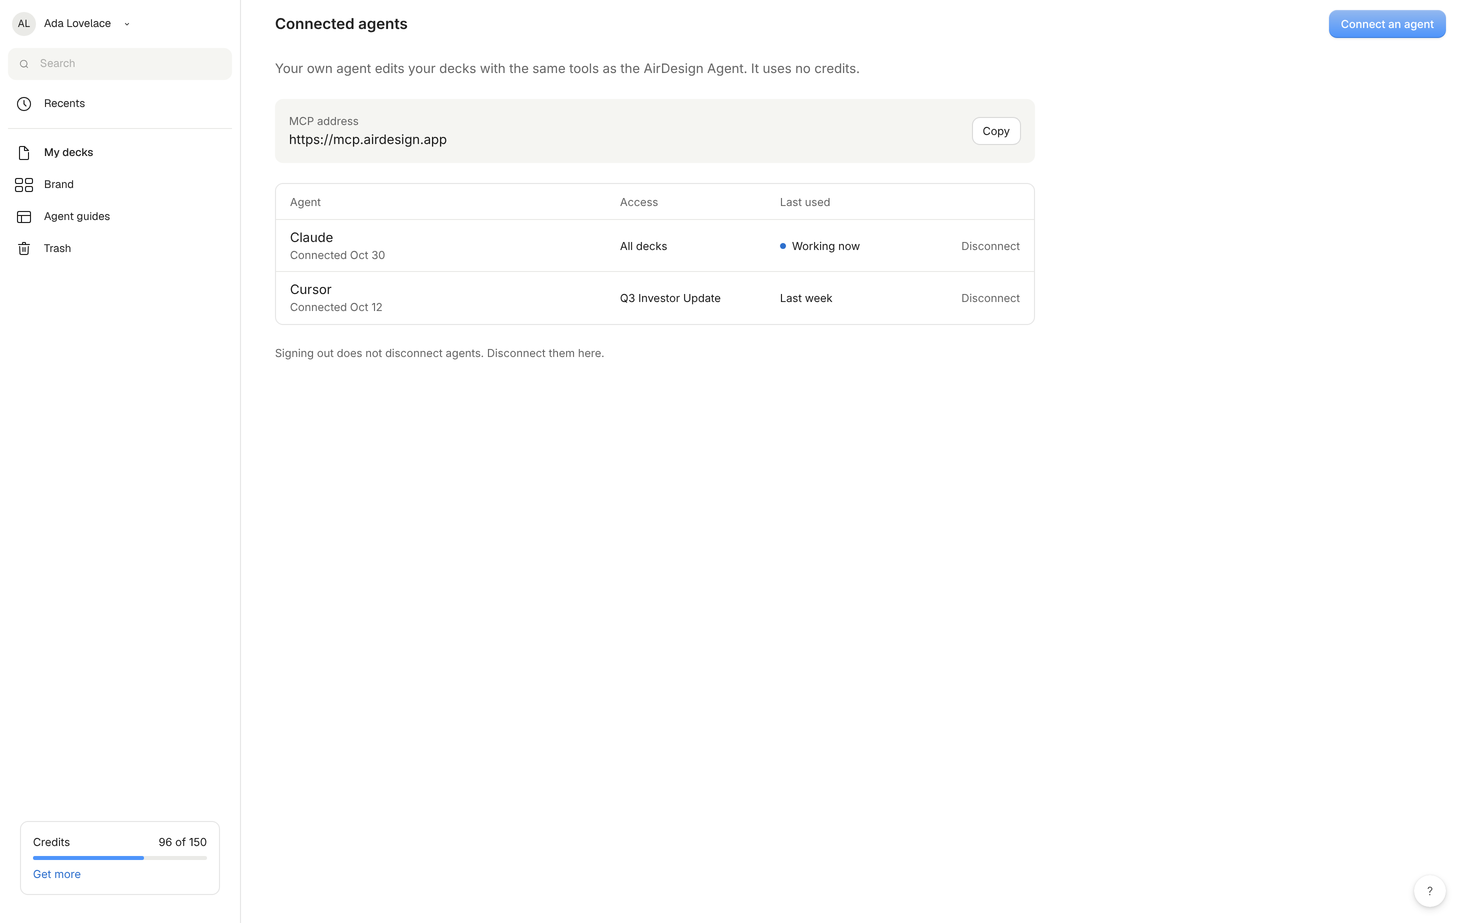 AL
Ada Lovelace
Search
Recents
My decks
Brand
Agent guides
Trash
Credits
96 of 150
Get more
Connected agents
Connect an agent
Your own agent edits your decks with the same tools as the AirDesign Agent. It uses no credits.
MCP address
https://mcp.airdesign.app
Copy
Agent
Access
Last used
Claude
Connected Oct 30
All decks
Working now
Disconnect
Cursor
Connected Oct 12
Q3 Investor Update
Last week
Disconnect
Signing out does not disconnect agents. Disconnect them here.
?